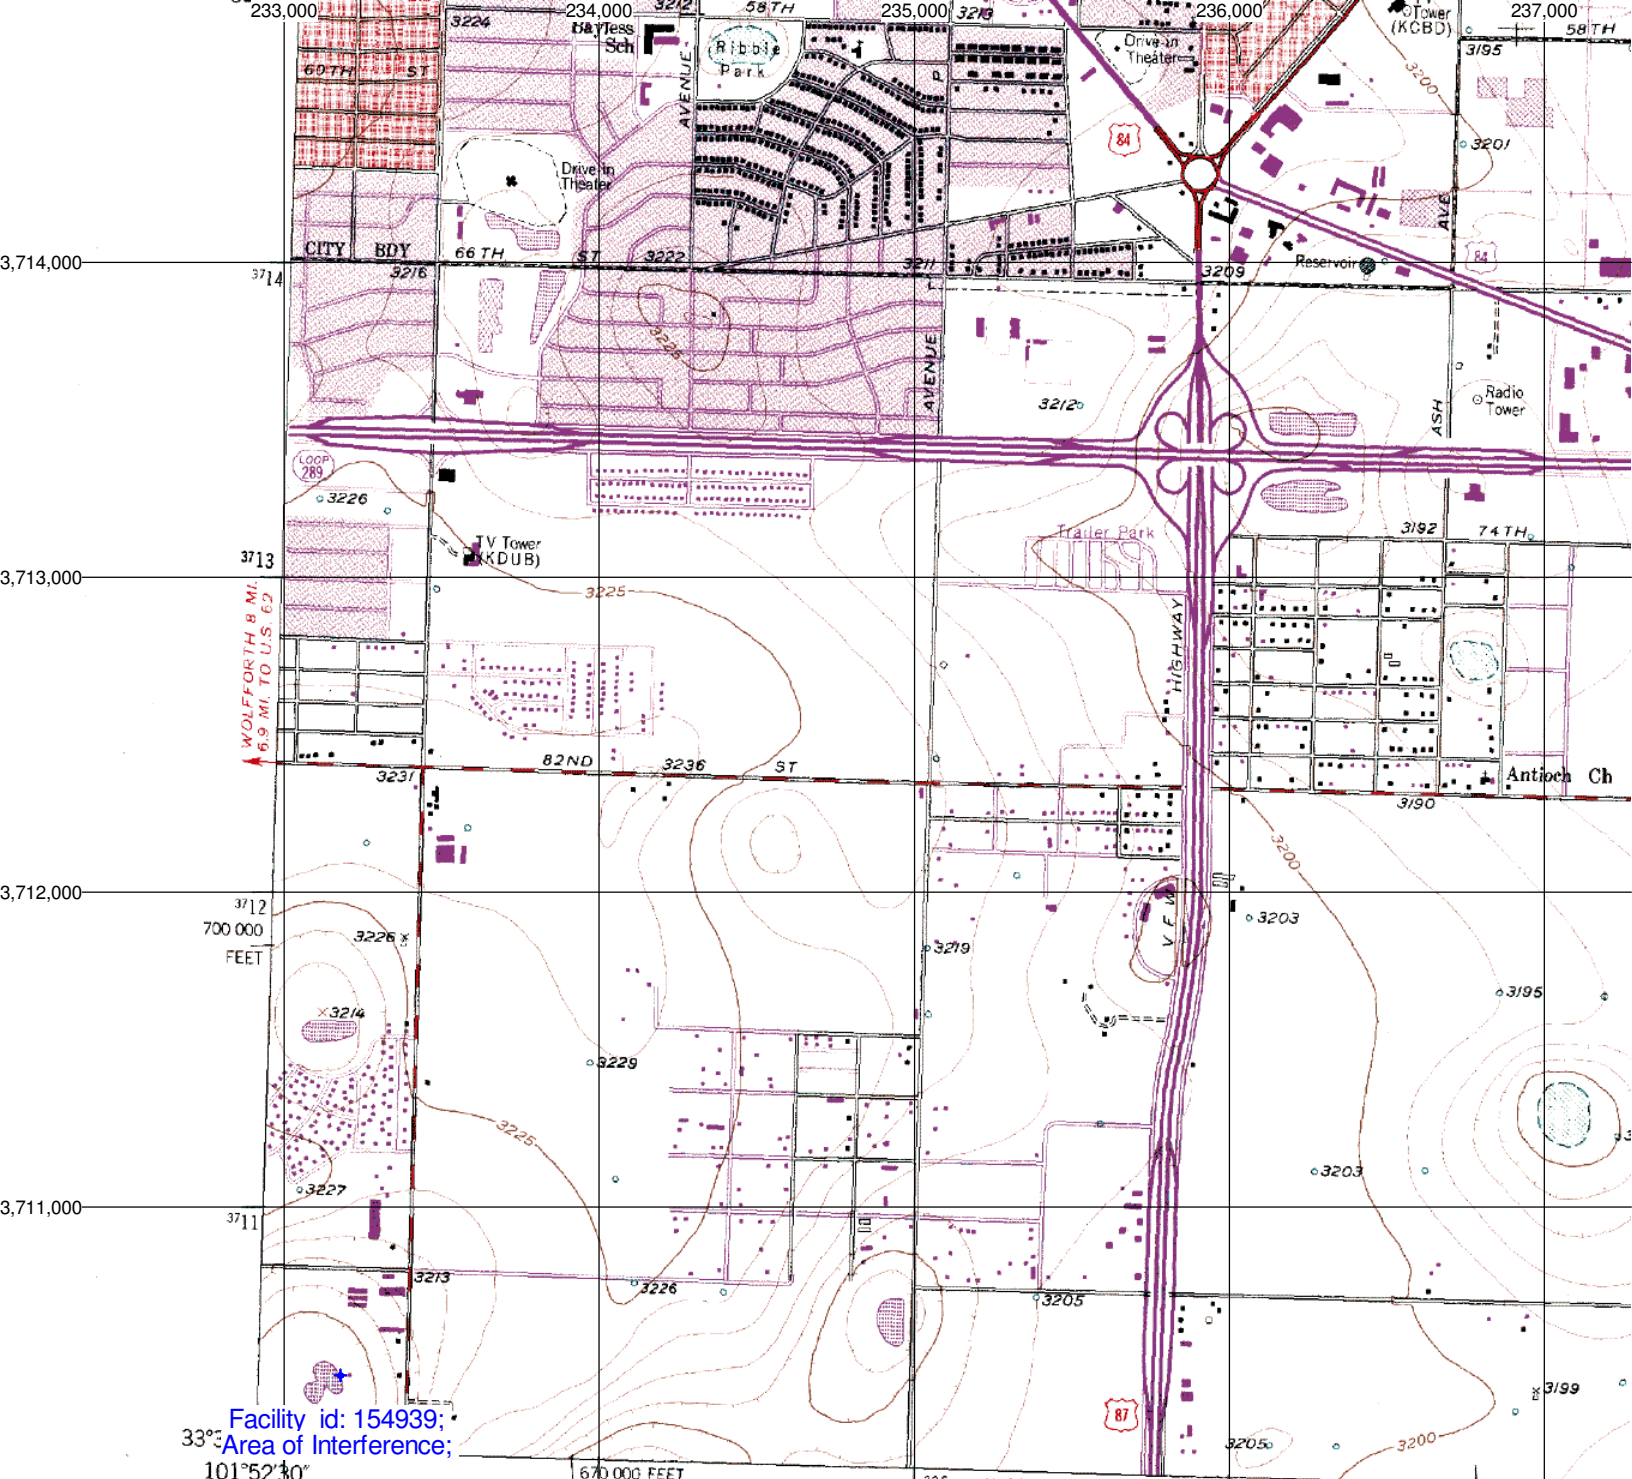 233,000
234,000
235,000
236,000
237,000
3224
3212
58TH
3213
Bayless
Sch
Ribble
Park
AVENUE
P
Drive-in
Theater
Tower
(KCBD)
3195
58TH
60TH ST
3200
84
3201
Drive-in
Theater
AVE
CITY BDY
66TH ST
3222
3211
3,714,000
3714
3216
3209
Reservoir
84
3225
AVENUE
3212
ASH
Radio
Tower
LOOP
289
3226
TV Tower
(KDUB)
Trailer Park
3192
74TH
3713
3,713,000
3225
WOLFFORTH 8 MI.
6.9 MI. TO U.S. 62
HIGHWAY
82ND ST
3231
3236
Antioch Ch
3190
3200
3,712,000
3712
700 000
FEET
3226
3219
V F W
3203
3195
3214
3229
3225
3227
3203
3,711,000
3711
3213
3226
3205
87
3199
3205
3200
Facility id: 154939;
Area of Interference;
101°52'30"
670 000 FEET